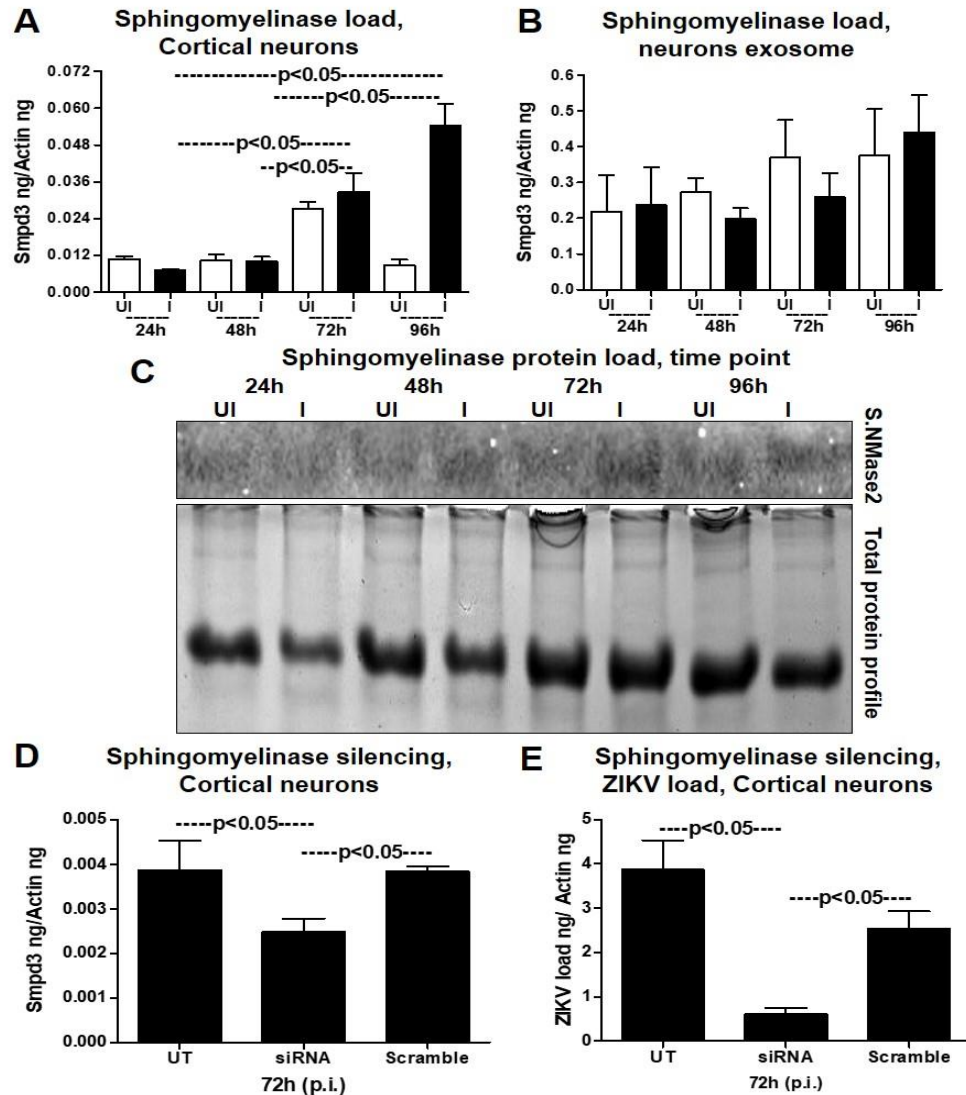 A
Sphingomyelinase load,
Cortical neurons
Smpd3 ng/Actin ng
0.072
0.060
0.048
0.036
0.024
0.012
0.000
p<0.05
p<0.05
p<0.05
p<0.05
UI I UI I UI I UI I
24h 48h 72h 96h
B
Sphingomyelinase load,
neurons exosome
Smpd3 ng/Actin ng
0.6
0.5
0.4
0.3
0.2
0.1
0.0
UI I UI I UI I UI I
24h 48h 72h 96h
C
Sphingomyelinase protein load, time point
24h 48h 72h 96h
UI I UI I UI I UI I
S.NMase2
Total protein profile
D
Sphingomyelinase silencing,
Cortical neurons
Smpd3 ng/Actin ng
0.005
0.004
0.003
0.002
0.001
0.000
p<0.05
p<0.05
UT siRNA Scramble
72h (p.i.)
E
Sphingomyelinase silencing,
ZIKV load, Cortical neurons
ZIKV load ng/ Actin ng
5
4
3
2
1
0
p<0.05
p<0.05
UT siRNA Scramble
72h (p.i.)